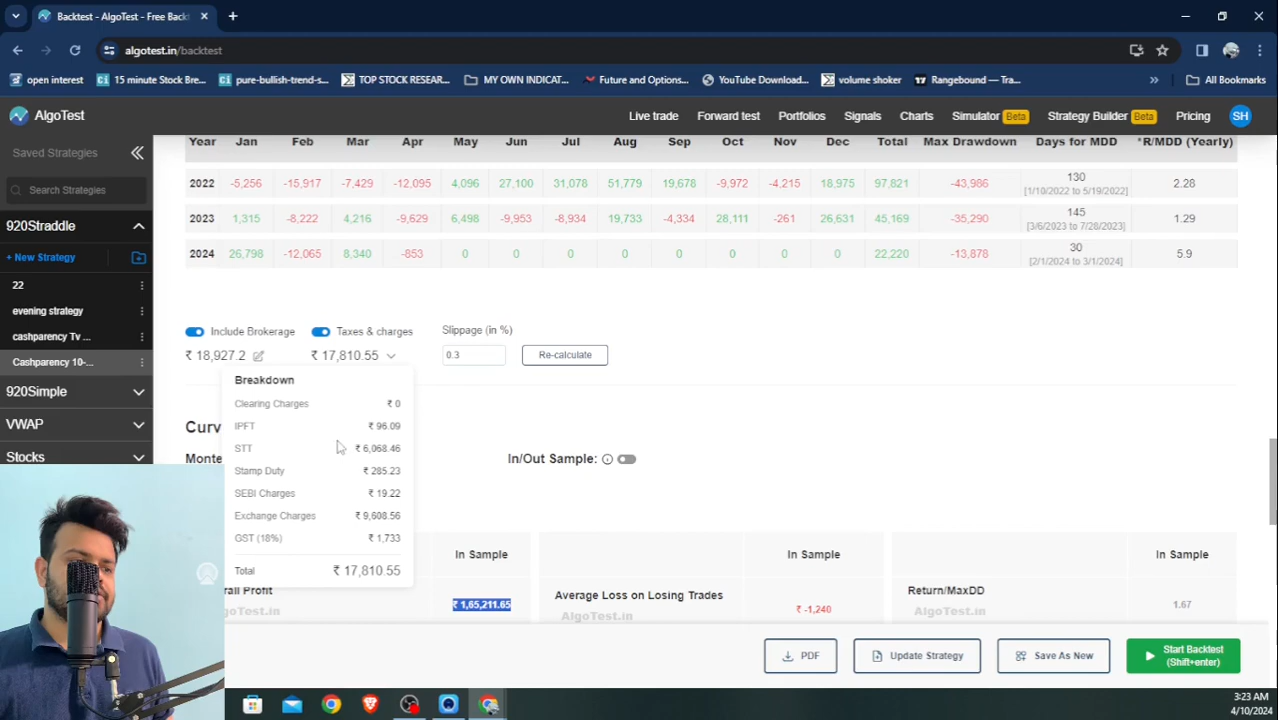 Backtest - AlgoTest - Free Back
algotest.in/backtest
open interest
15 minute Stock Bre...
pure-bullish-trend-s...
TOP STOCK RESEAR...
MY OWN INDICAT...
Future and Options...
YouTube Download...
volume shoker
Rangebound — Tra...
»
All Bookmarks
AlgoTest
Live trade
Forward test
Portfolios
Signals
Charts
Simulator Beta
Strategy Builder Beta
Pricing
SH
Saved Strategies
Search Strategies
920Straddle
+ New Strategy
22
evening strategy
cashparency Tv ...
Cashparency 10-...
920Simple
VWAP
Stocks
Year Jan Feb Mar Apr May Jun Jul Aug Sep Oct Nov Dec Total Max Drawdown Days for MDD *R/MDD (Yearly)
2022 -5,256 -15,917 -7,429 -12,095 4,096 27,100 31,078 51,779 19,678 -9,972 -4,215 18,975 97,821 -43,986 130 2.28
[1/10/2022 to 5/19/2022]
2023 1,315 -8,222 4,216 -9,629 6,498 -9,953 -8,934 19,733 -4,334 28,111 -261 26,631 45,169 -35,290 145 1.29
[3/6/2023 to 7/28/2023]
2024 26,798 -12,065 8,340 -853 0 0 0 0 0 0 0 0 22,220 -13,878 30 5.9
[2/1/2024 to 3/1/2024]
Include Brokerage
Taxes & charges
Slippage (in %)
₹ 18,927.2
₹ 17,810.55
0.3
Re-calculate
Breakdown
Clearing Charges ₹ 0
IPFT ₹ 96.09
STT ₹ 6,068.46
Stamp Duty ₹ 285.23
SEBI Charges ₹ 19.22
Exchange Charges ₹ 9,608.56
GST (18%) ₹ 1,733
Total ₹ 17,810.55
Curv
Monte
In/Out Sample:
In Sample
In Sample
In Sample
rall Profit
₹ 1,65,211.65
Average Loss on Losing Trades
₹ -1,240
Return/MaxDD
1.67
goTest.in
AlgoTest.in
AlgoTest.in
PDF
Update Strategy
Save As New
Start Backtest
(Shift+enter)
3:23 AM
4/10/2024